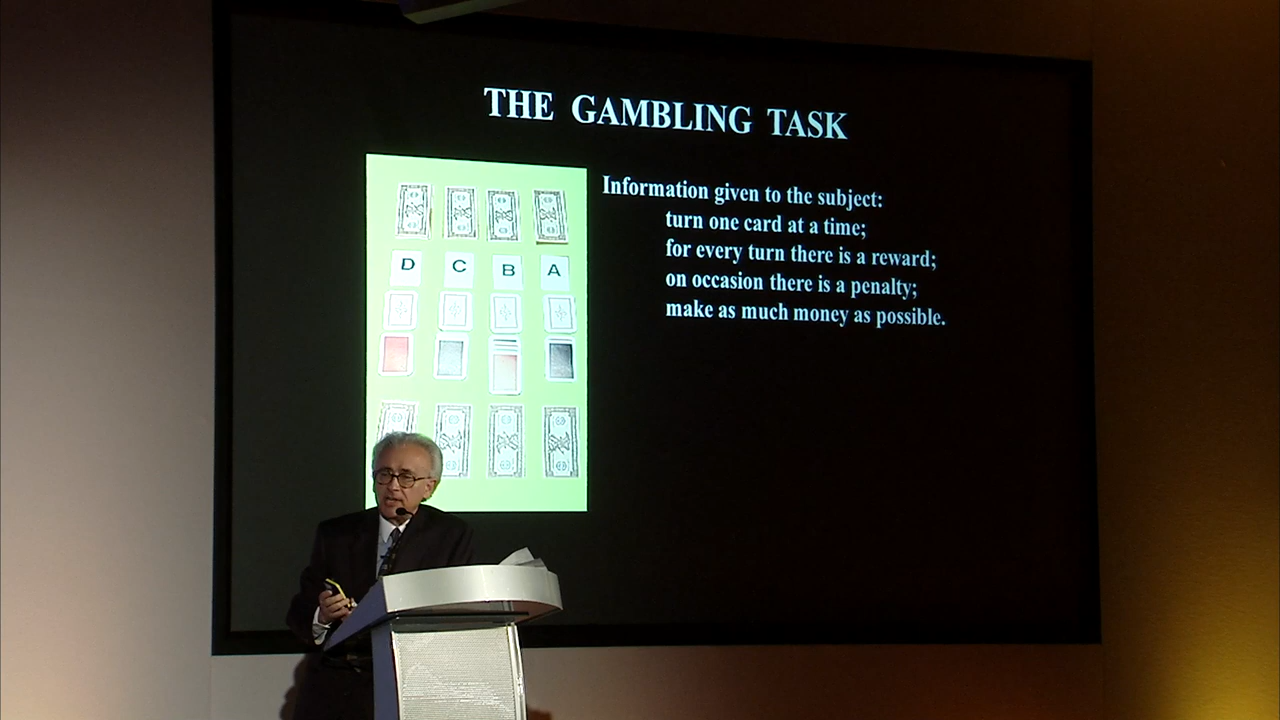 THE GAMBLING TASK
Information given to the subject:
turn one card at a time;
for every turn there is a reward;
on occasion there is a penalty;
make as much money as possible.
D C B A